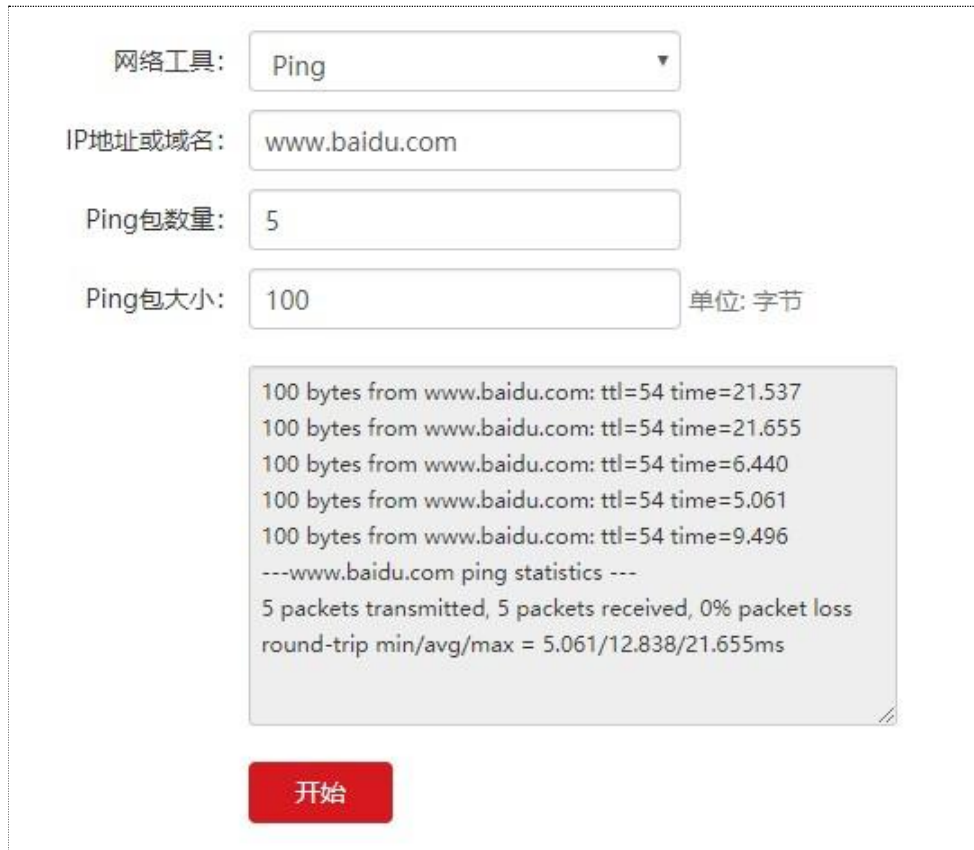 网络工具： Ping
IP地址或域名： www.baidu.com
Ping包数量： 5
Ping包大小： 100 单位: 字节
100 bytes from www.baidu.com: ttl=54 time=21.537
100 bytes from www.baidu.com: ttl=54 time=21.655
100 bytes from www.baidu.com: ttl=54 time=6.440
100 bytes from www.baidu.com: ttl=54 time=5.061
100 bytes from www.baidu.com: ttl=54 time=9.496
---www.baidu.com ping statistics ---
5 packets transmitted, 5 packets received, 0% packet loss
round-trip min/avg/max = 5.061/12.838/21.655ms
开始